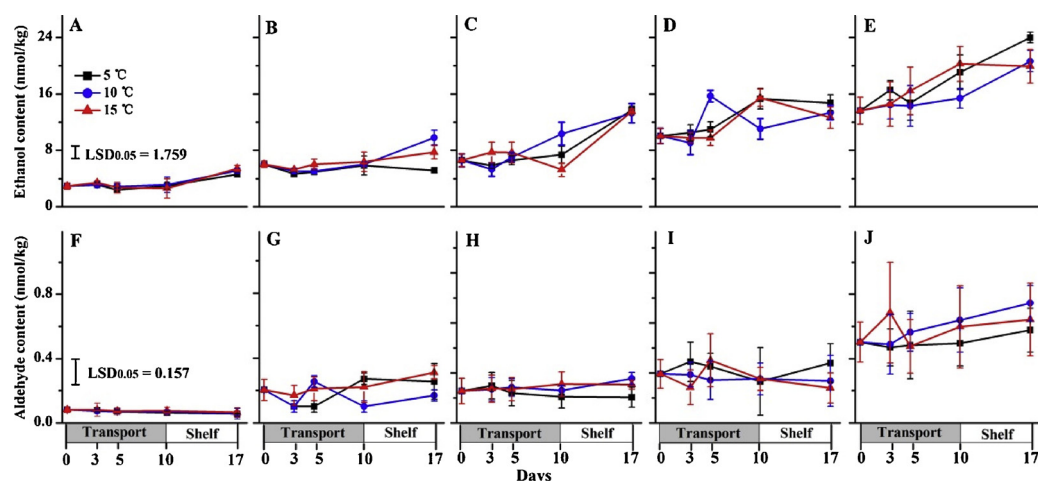 A B C D E
Ethanol content (nmol/kg)
24
16
8
0
5 ℃
10 ℃
15 ℃
LSD0.05 = 1.759
F G H I J
Aldehyde content (nmol/kg)
0.8
0.4
0.0
LSD0.05 = 0.157
Transport Shelf Transport Shelf Transport Shelf Transport Shelf Transport Shelf
0 3 5 10 17 0 3 5 10 17 0 3 5 10 17 0 3 5 10 17 0 3 5 10 17
Days